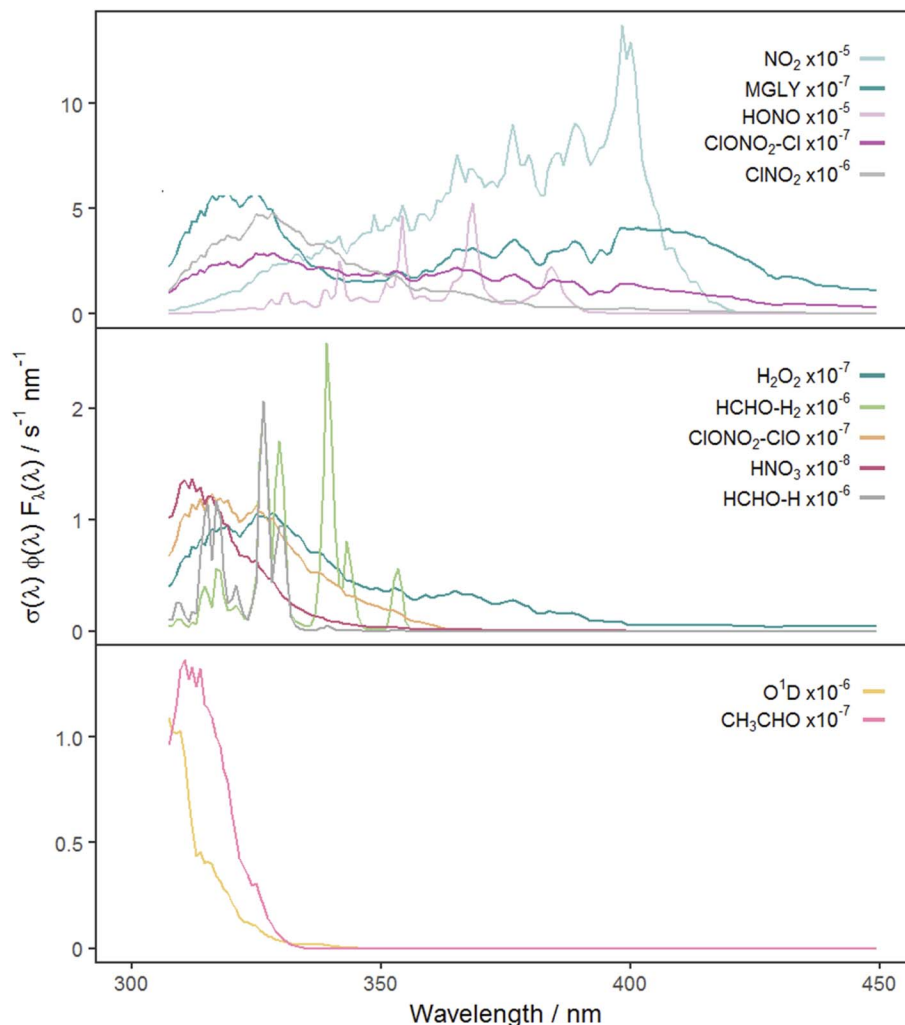 NO₂ x10⁻⁵
MGLY x10⁻⁷
HONO x10⁻⁵
ClONO₂-Cl x10⁻⁷
ClNO₂ x10⁻⁶
10
5
0
H₂O₂ x10⁻⁷
HCHO-H₂ x10⁻⁶
ClONO₂-ClO x10⁻⁷
HNO₃ x10⁻⁸
HCHO-H x10⁻⁶
2
1
0
σ(λ) ϕ(λ) F_λ(λ) / s⁻¹ nm⁻¹
O¹D x10⁻⁶
CH₃CHO x10⁻⁷
1.0
0.5
0
300
350
400
450
Wavelength / nm